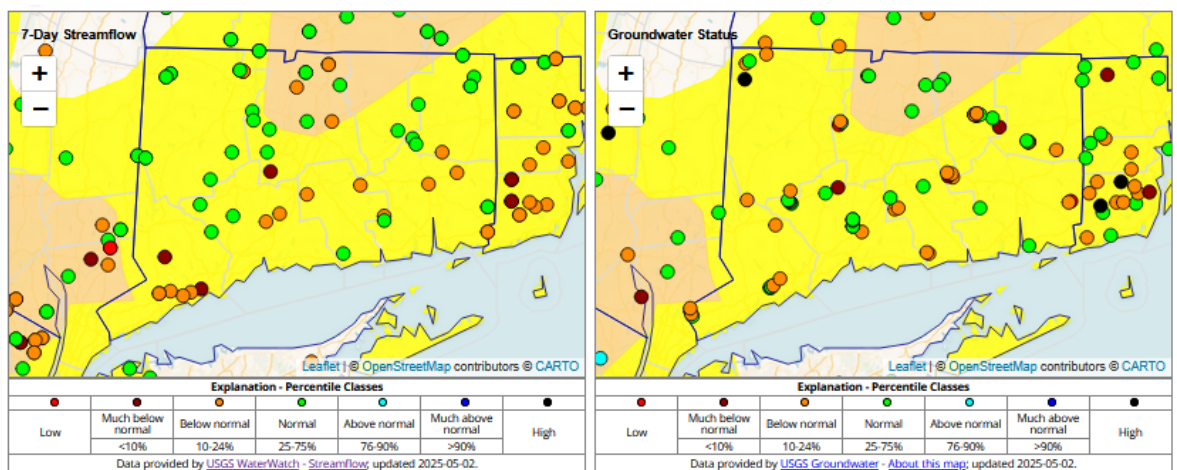 7-Day Streamflow
+
−
Leaflet | © OpenStreetMap contributors © CARTO
Explanation - Percentile Classes
Low
Much below normal
Below normal
Normal
Above normal
Much above normal
High
<10%
10-24%
25-75%
76-90%
>90%
Data provided by USGS WaterWatch - Streamflow; updated 2025-05-02.
Groundwater Status
+
−
Leaflet | © OpenStreetMap contributors © CARTO
Explanation - Percentile Classes
Low
Much below normal
Below normal
Normal
Above normal
Much above normal
High
<10%
10-24%
25-75%
76-90%
>90%
Data provided by USGS Groundwater - About this map; updated 2025-05-02.